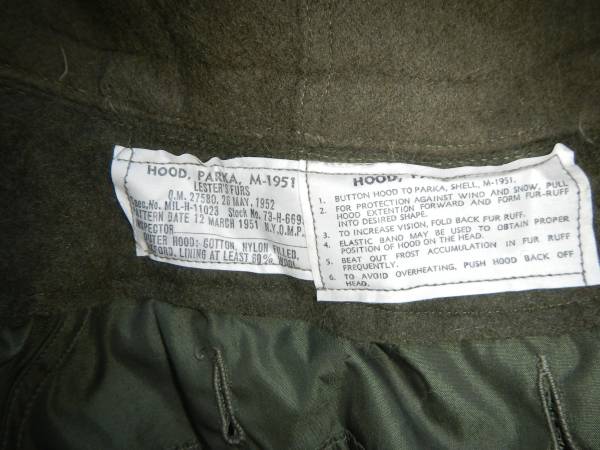 HOOD, PARKA, M-1951
LESTER'S FURS
Q.M. 27580, 26 MAY, 1952
Spec. No. MIL-H-11023 Stock No. 73-H-669
PATTERN DATE 12 MARCH 1951 N.Y.Q.M.P.
INSPECTOR
OUTER HOOD: COTTON, NYLON FILLED,
LINING AT LEAST 60% WOOL
HOOD,
1. BUTTON HOOD TO PARKA, SHELL, M-1951.
2. FOR PROTECTION AGAINST WIND AND SNOW, PULL
HOOD EXTENTION FORWARD AND FORM FUR-RUFF
INTO DESIRED SHAPE.
3. TO INCREASE VISION, FOLD BACK FUR RUFF.
4. ELASTIC BAND MAY BE USED TO OBTAIN PROPER
POSITION OF HOOD ON THE HEAD.
5. BEAT OUT FROST ACCUMULATION IN FUR RUFF
FREQUENTLY.
6. TO AVOID OVERHEATING, PUSH HOOD BACK OFF
HEAD.